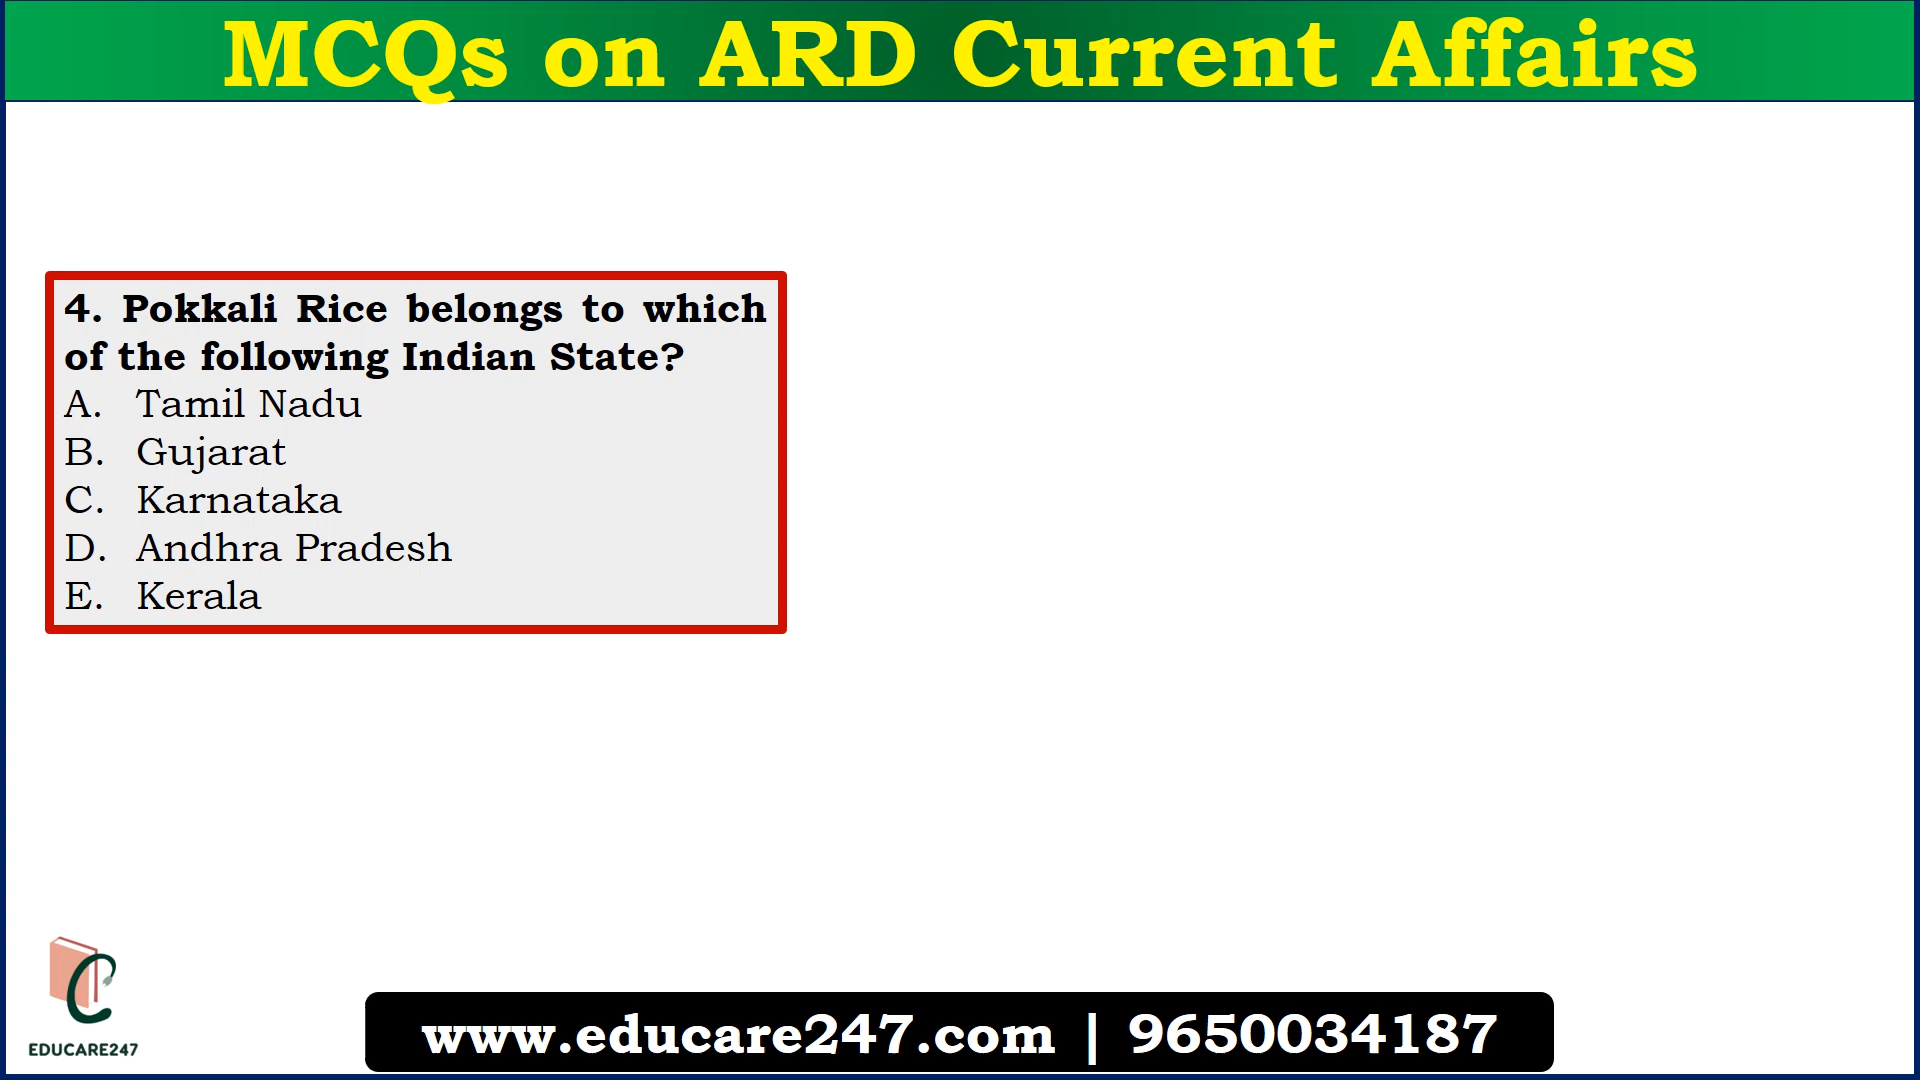 MCQs on ARD Current Affairs
4. Pokkali Rice belongs to which
of the following Indian State?
A. Tamil Nadu
B. Gujarat
C. Karnataka
D. Andhra Pradesh
E. Kerala
EDUCARE247
www.educare247.com | 9650034187